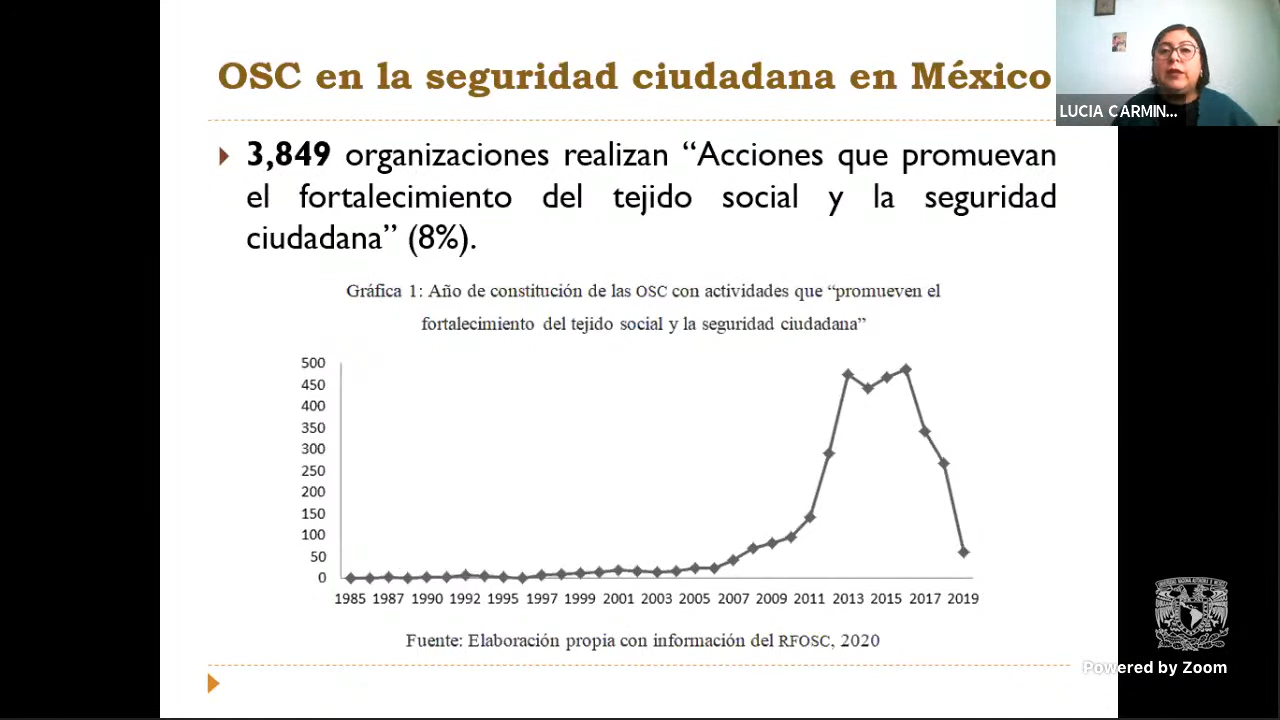 OSC en la seguridad ciudadana en México
LUCIA CARMIN...
3,849 organizaciones realizan “Acciones que promuevan
el fortalecimiento del tejido social y la seguridad
ciudadana” (8%).
Gráfica 1: Año de constitución de las OSC con actividades que “promueven el
fortalecimiento del tejido social y la seguridad ciudadana”
500
450
400
350
300
250
200
150
100
50
0
1985 1987 1990 1992 1995 1997 1999 2001 2003 2005 2007 2009 2011 2013 2015 2017 2019
Fuente: Elaboración propia con información del RFOSC, 2020
Powered by Zoom